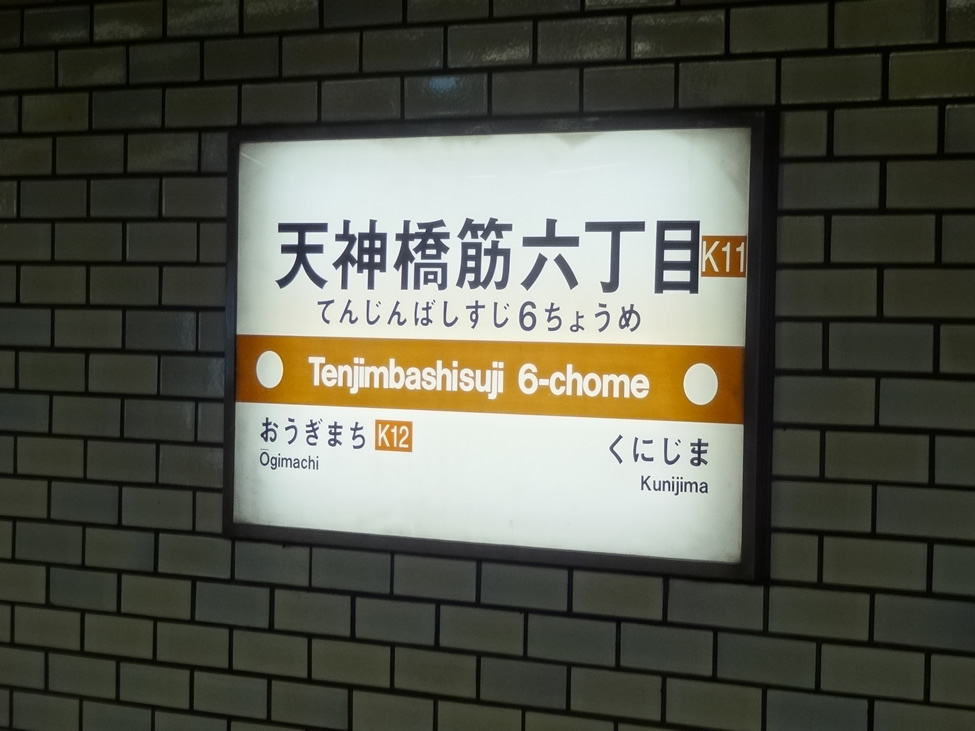 天神橋筋六丁目 K11
てんじんばしすじ6ちょうめ
Tenjimbashisuji 6-chome
おうぎまち K12
Ōgimachi
くにじま
Kunijima